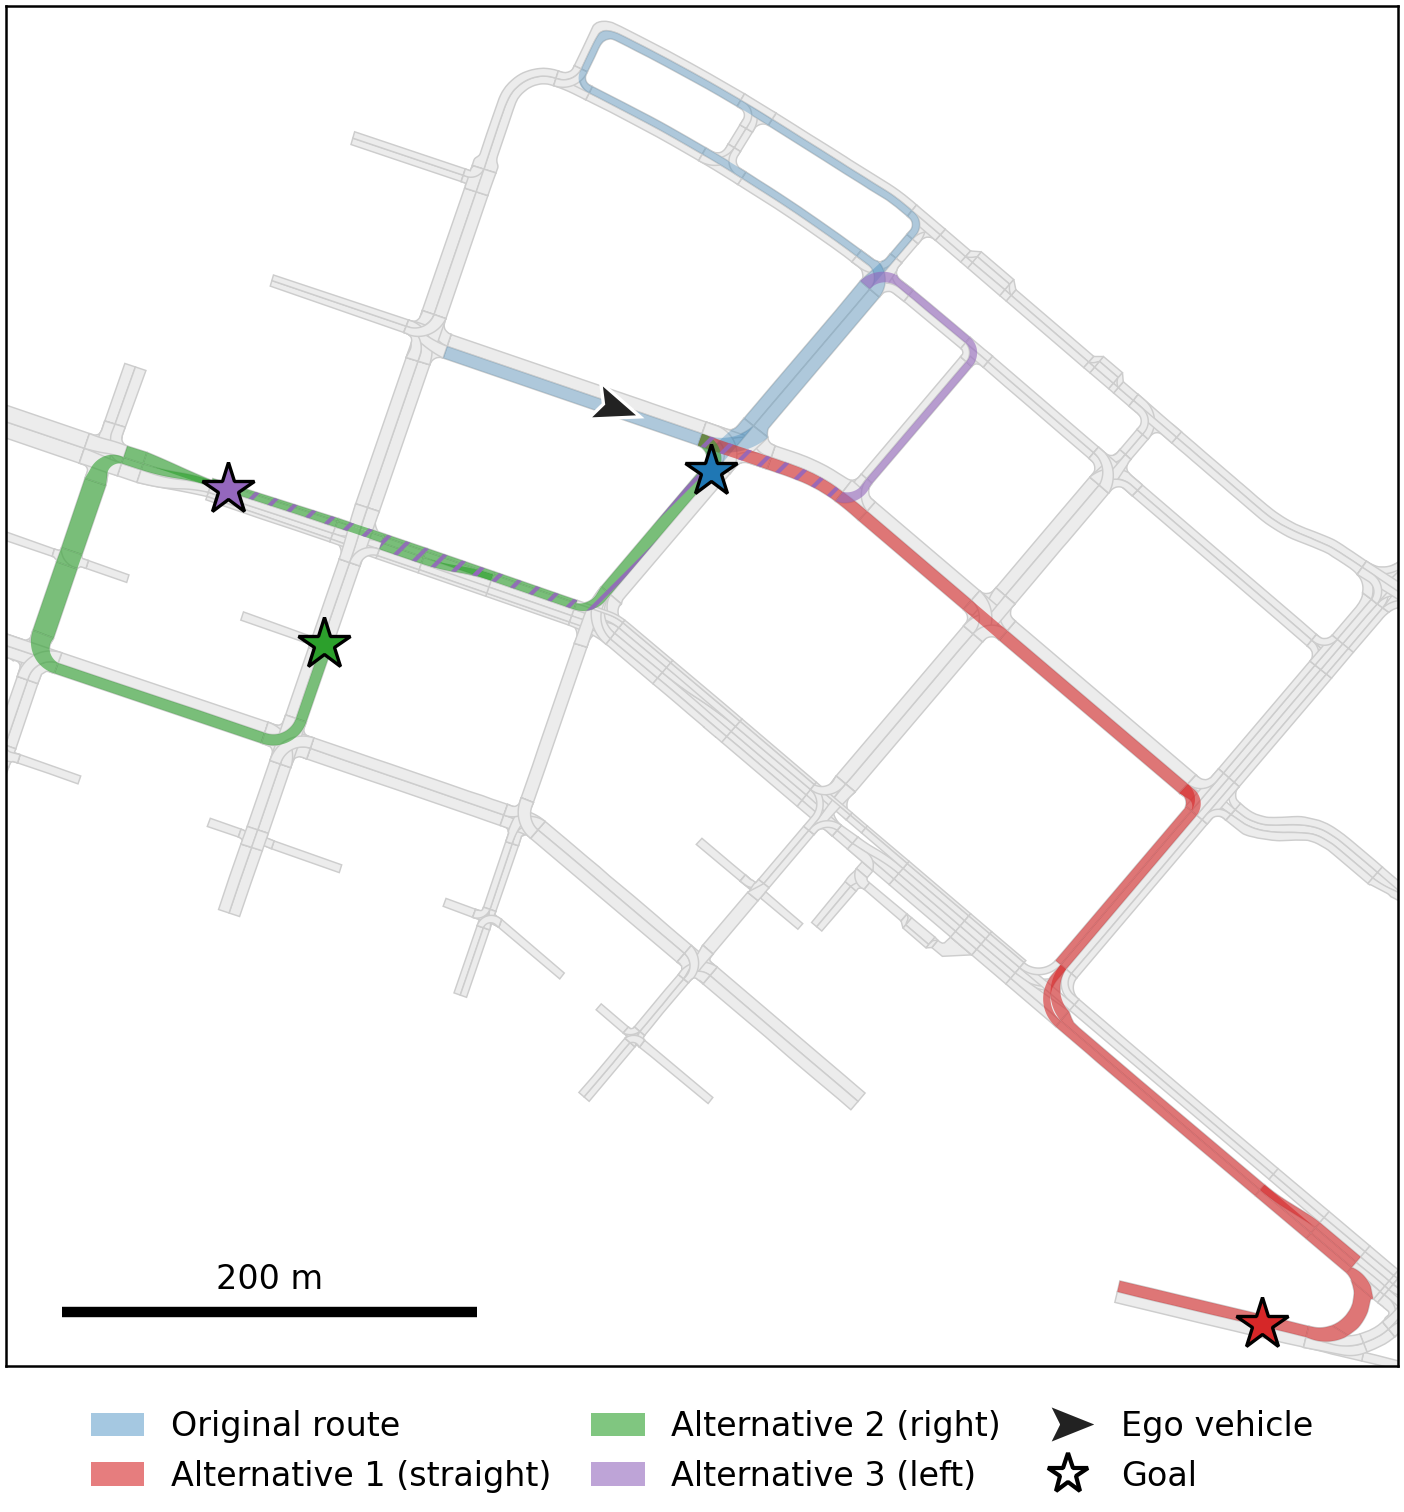 200 m
Original route
Alternative 1 (straight)
Alternative 2 (right)
Alternative 3 (left)
Ego vehicle
Goal